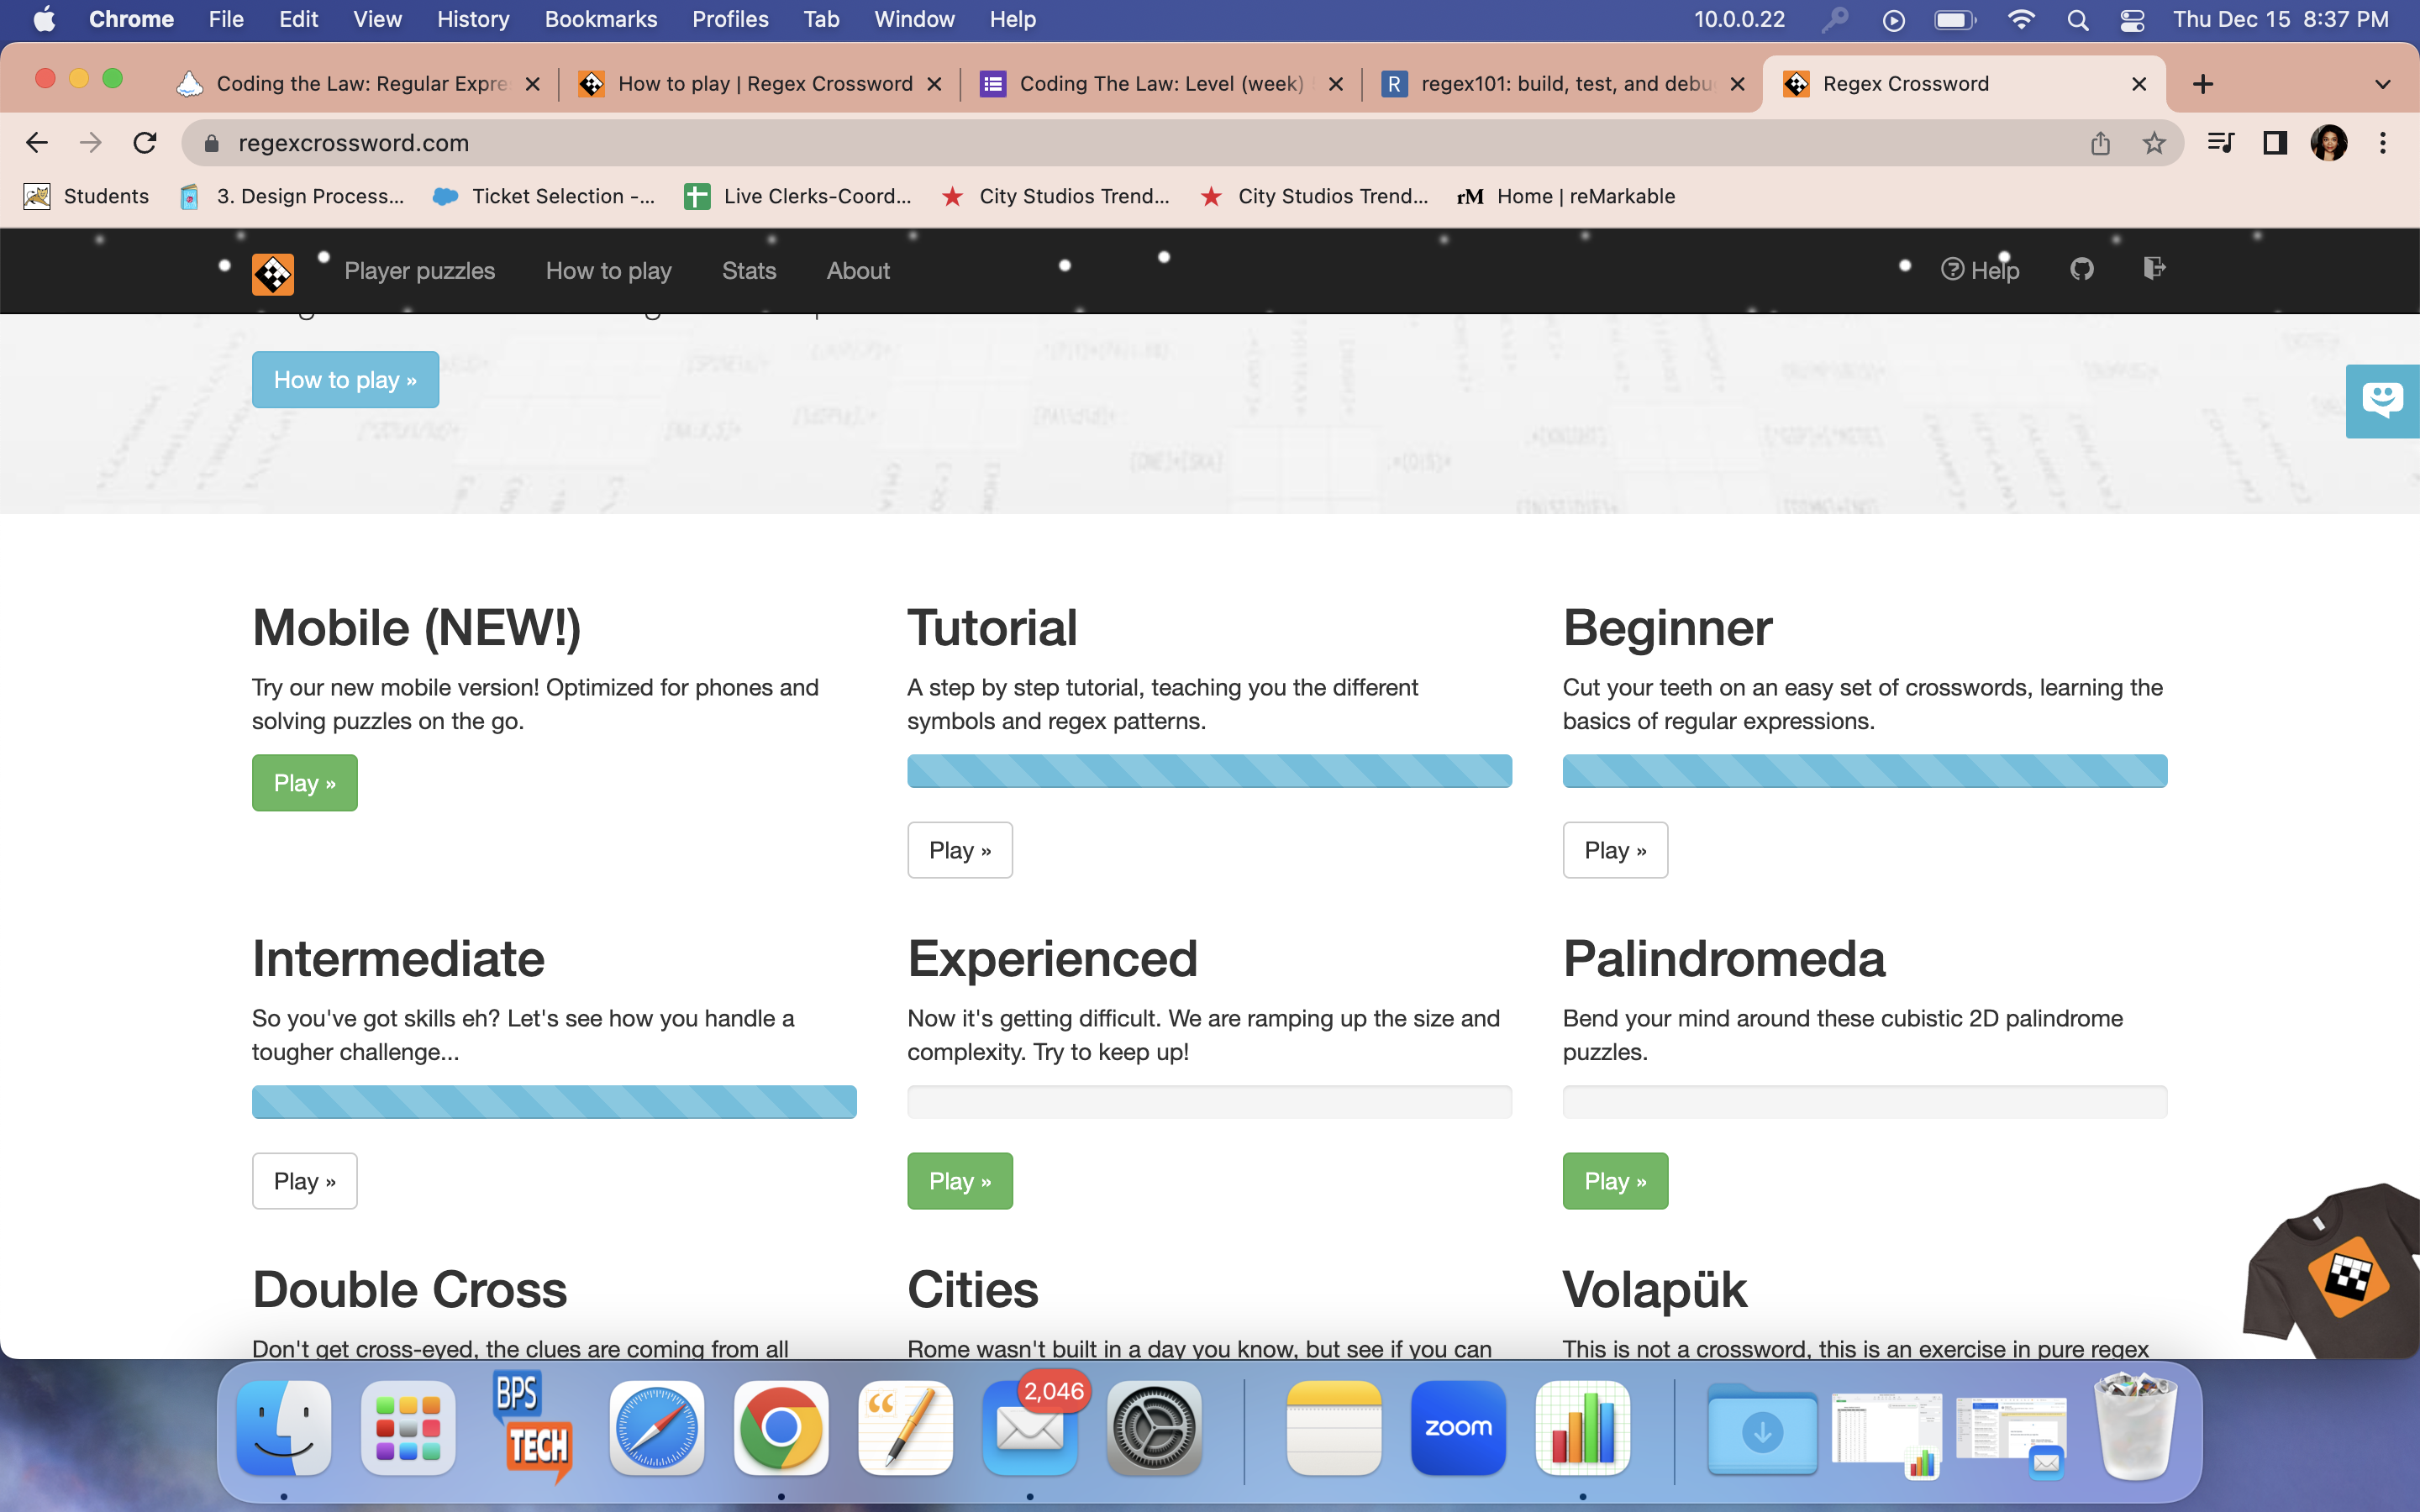 Chrome File Edit View History Bookmarks Profiles Tab Window Help 10.0.0.22 Thu Dec 15 8:37 PM
Coding the Law: Regular Expre How to play | Regex Crossword Coding The Law: Level (week) R regex101: build, test, and debu Regex Crossword
regexcrossword.com
Students 3. Design Process... Ticket Selection -... Live Clerks-Coord... City Studios Trend... City Studios Trend... rM Home | reMarkable
Player puzzles How to play Stats About Help
How to play »
Mobile (NEW!)
Try our new mobile version! Optimized for phones and
solving puzzles on the go.
Play »
Tutorial
A step by step tutorial, teaching you the different
symbols and regex patterns.
Play »
Beginner
Cut your teeth on an easy set of crosswords, learning the
basics of regular expressions.
Play »
Intermediate
So you've got skills eh? Let's see how you handle a
tougher challenge...
Play »
Experienced
Now it's getting difficult. We are ramping up the size and
complexity. Try to keep up!
Play »
Palindromeda
Bend your mind around these cubistic 2D palindrome
puzzles.
Play »
Double Cross
Don't get cross-eyed, the clues are coming from all
Cities
Rome wasn't built in a day you know, but see if you can
Volapük
This is not a crossword, this is an exercise in pure regex
BPS
TECH
2,046
zoom